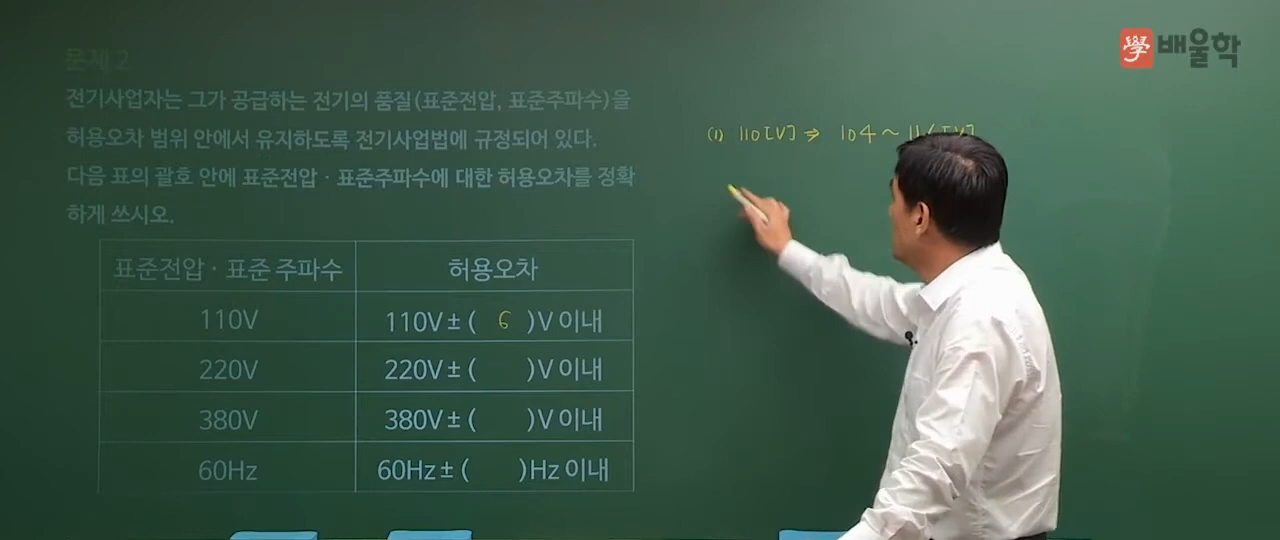 學 배울학
문제 2
전기사업자는 그가 공급하는 전기의 품질(표준전압, 표준주파수)을
허용오차 범위 안에서 유지하도록 전기사업법에 규정되어 있다.
다음 표의 괄호 안에 표준전압 · 표준주파수에 대한 허용오차를 정확
하게 쓰시오.
표준전압 · 표준 주파수 허용오차
110V 110V ± ( 6 )V 이내
220V 220V ± ( )V 이내
380V 380V ± ( )V 이내
60Hz 60Hz ± ( )Hz 이내
(1) 110[V] ⇒ 104 ~ [V]